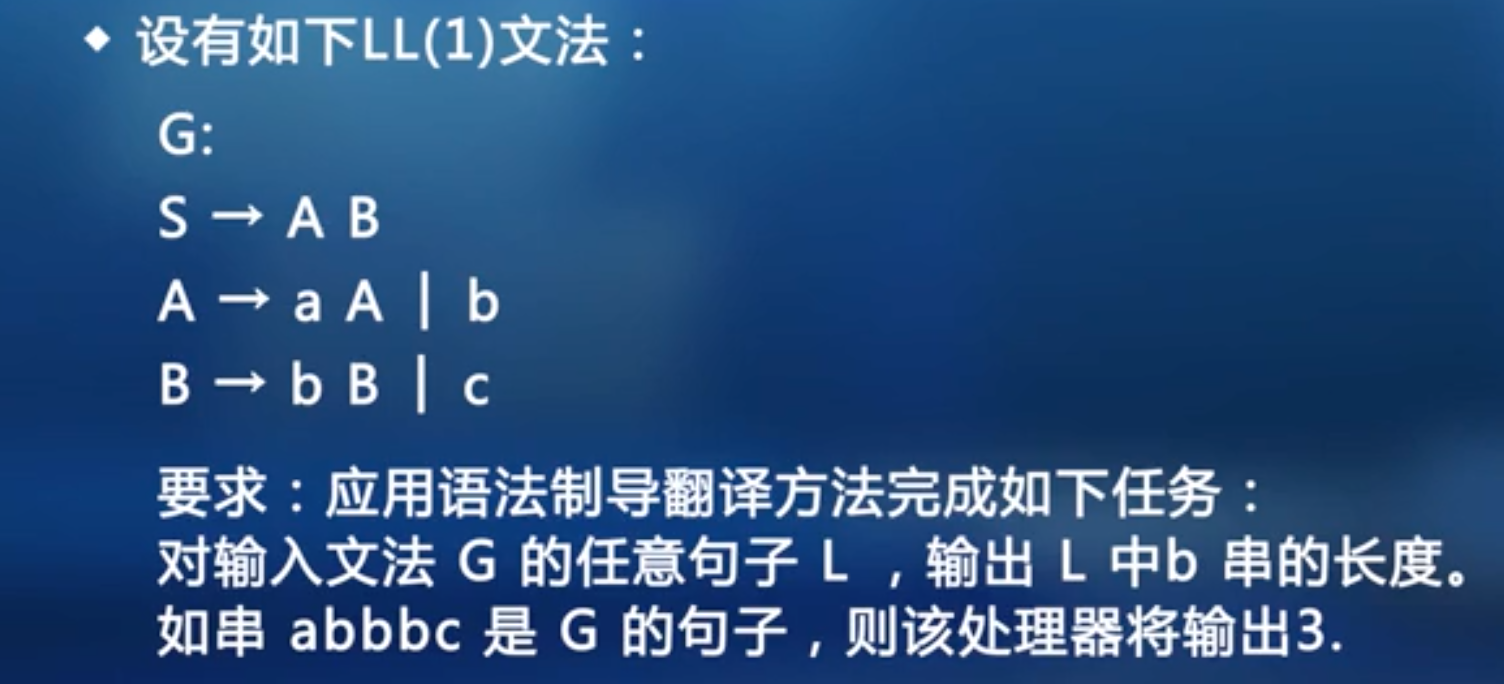 ◆ 设有如下LL(1)文法：
G:
S → A B
A → a A | b
B → b B | c
要求：应用语法制导翻译方法完成如下任务：
对输入文法 G 的任意句子 L ，输出 L 中b 串的长度。
如串 abbbc 是 G 的句子，则该处理器将输出3.